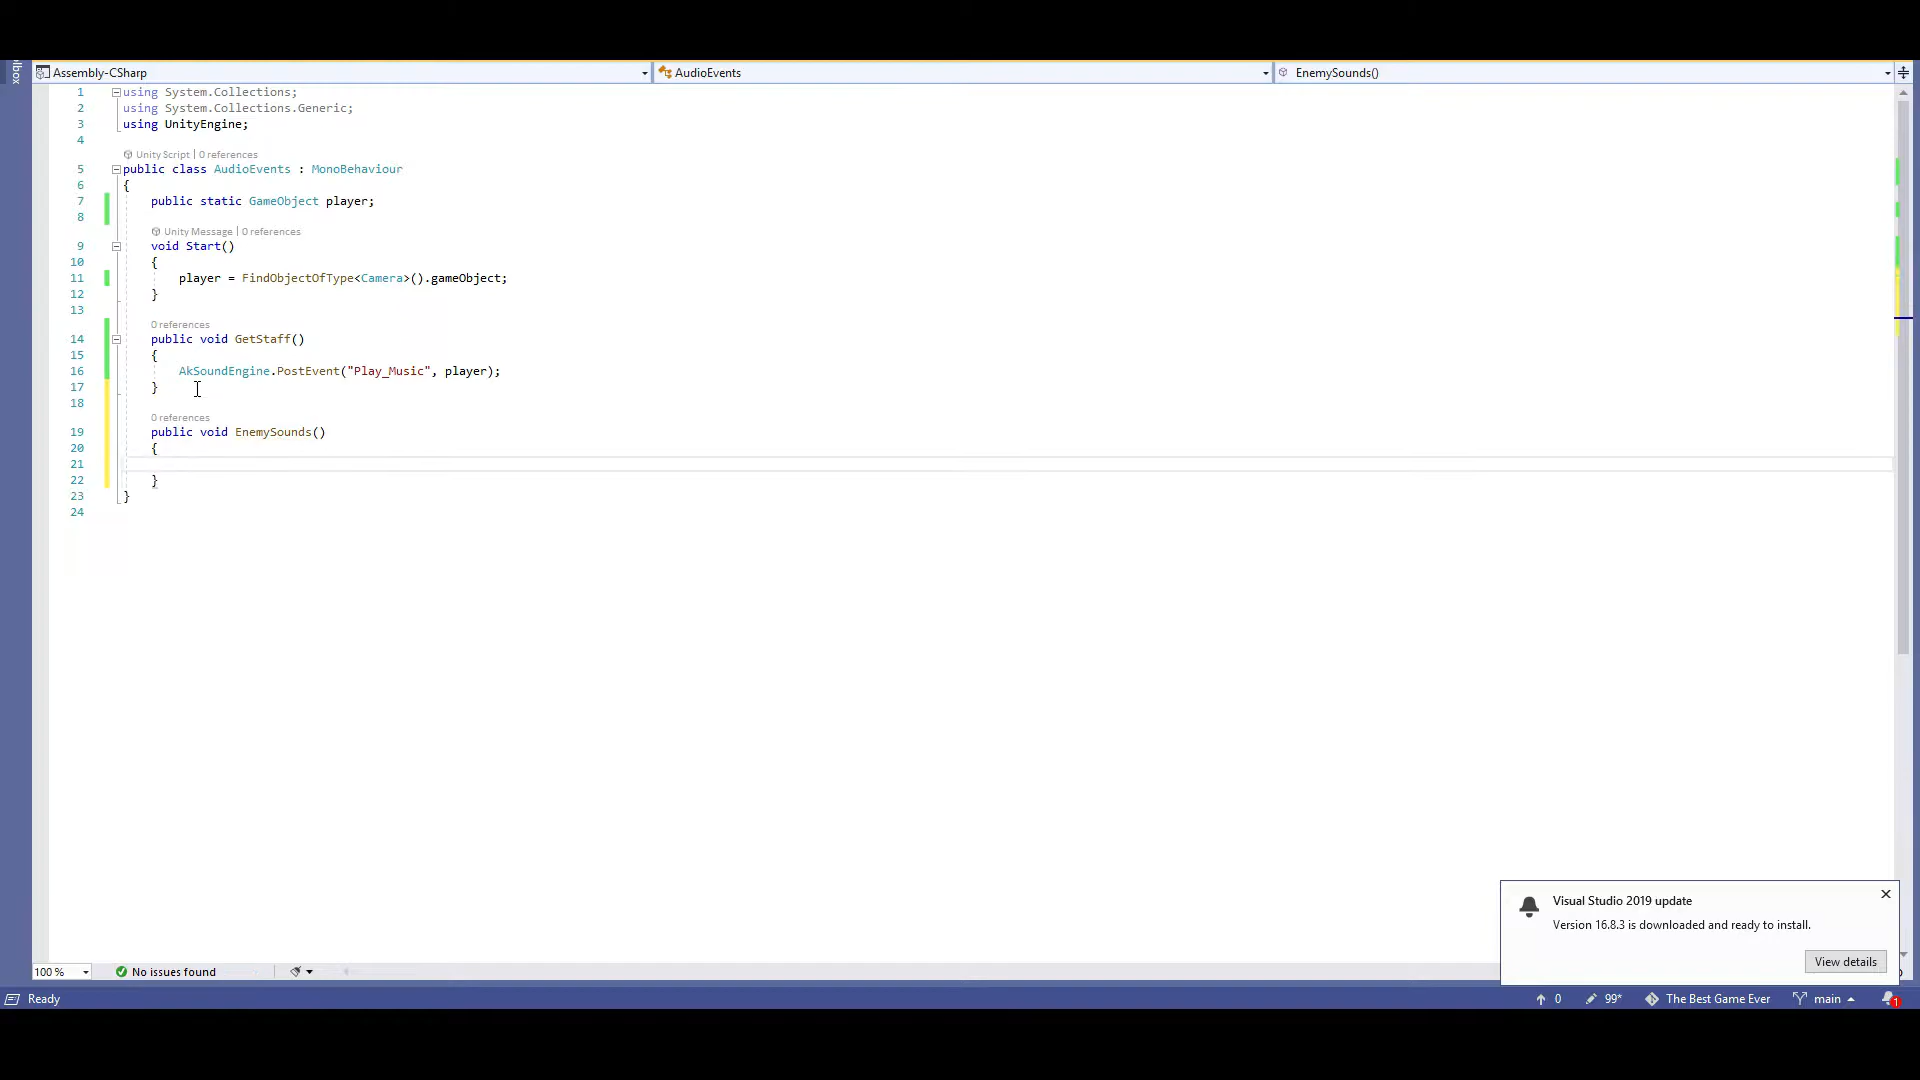 lbox
Assembly-CSharp AudioEvents EnemySounds()
1 using System.Collections;
2 using System.Collections.Generic;
3 using UnityEngine;
4
Unity Script | 0 references
5 public class AudioEvents : MonoBehaviour
6 {
7 public static GameObject player;
8
Unity Message | 0 references
9 void Start()
10 {
11 player = FindObjectOfType<Camera>().gameObject;
12 }
13
0 references
14 public void GetStaff()
15 {
16 AkSoundEngine.PostEvent("Play_Music", player);
17 }
18
0 references
19 public void EnemySounds()
20 {
21
22 }
23 }
24
Visual Studio 2019 update
Version 16.8.3 is downloaded and ready to install.
View details
100 % No issues found
Ready 0 99* The Best Game Ever main 1